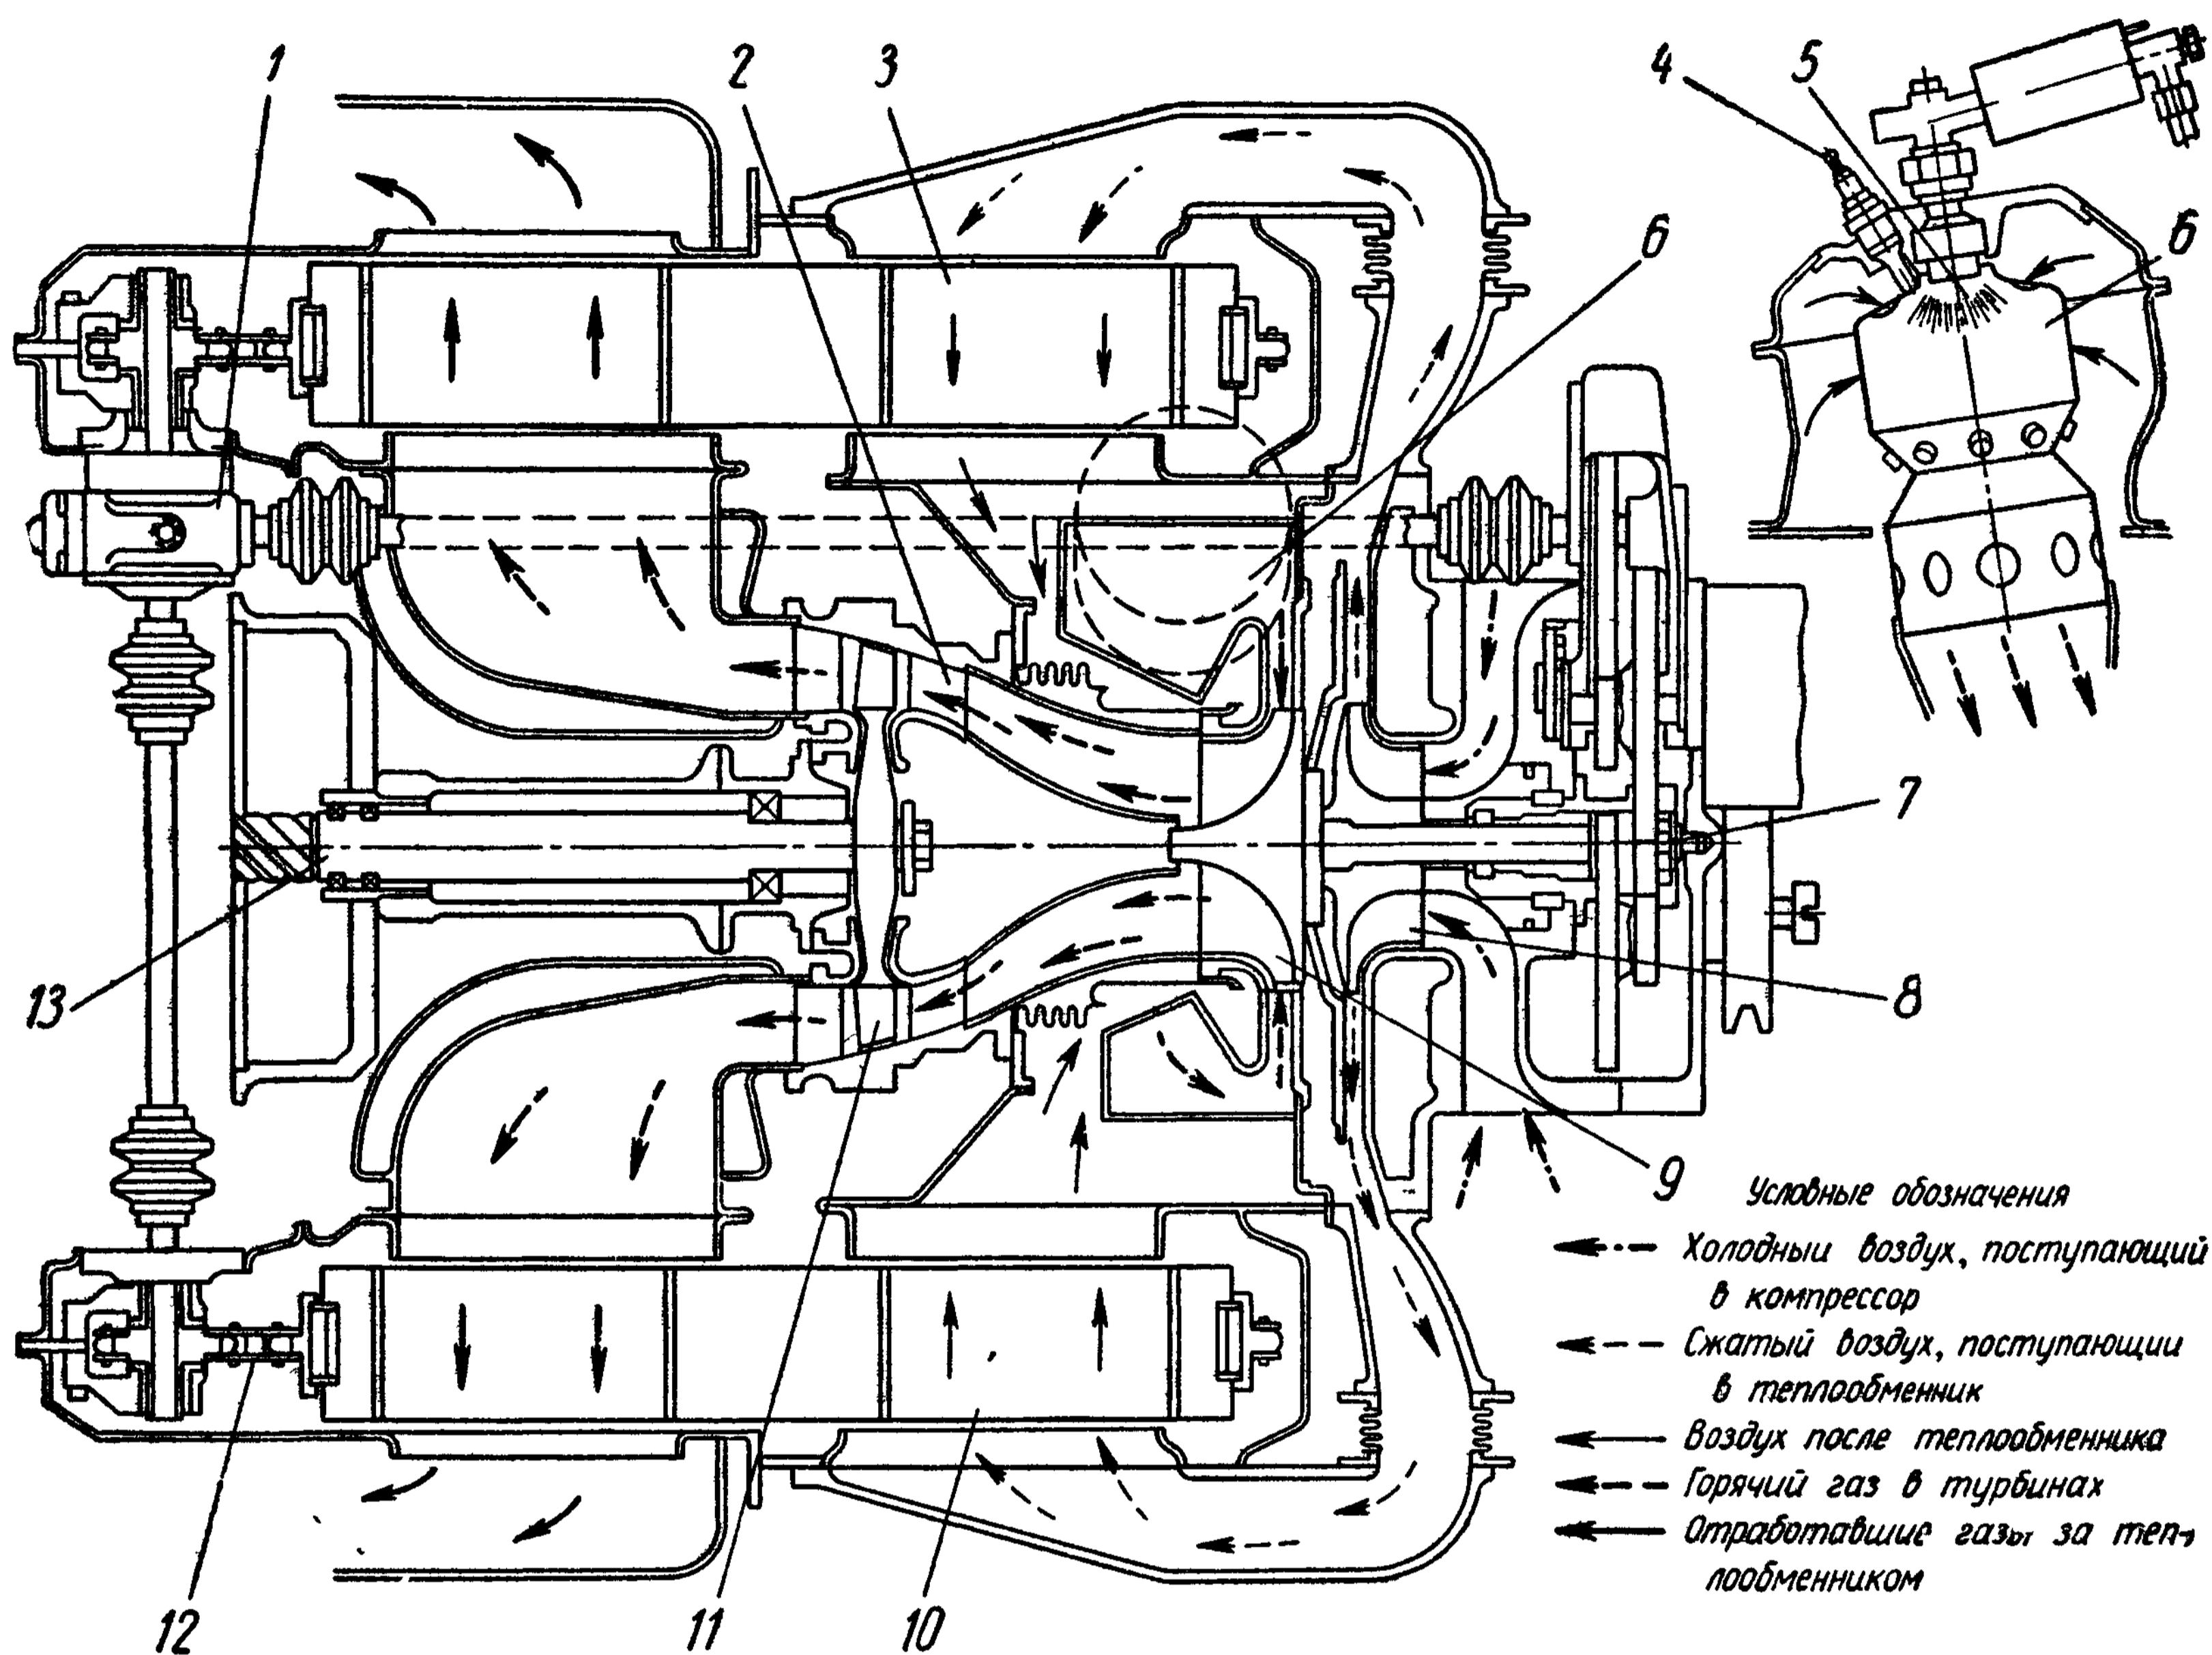 1
2
3
4
5
6
6
7
8
9
10
11
12
13
Условные обозначения
Холодный воздух, поступающий
в компрессор
Сжатый воздух, поступающии
в теплообменник
Воздух после теплообменника
Горячий газ в турбинах
Отработавшие газы за теп-
лообменником